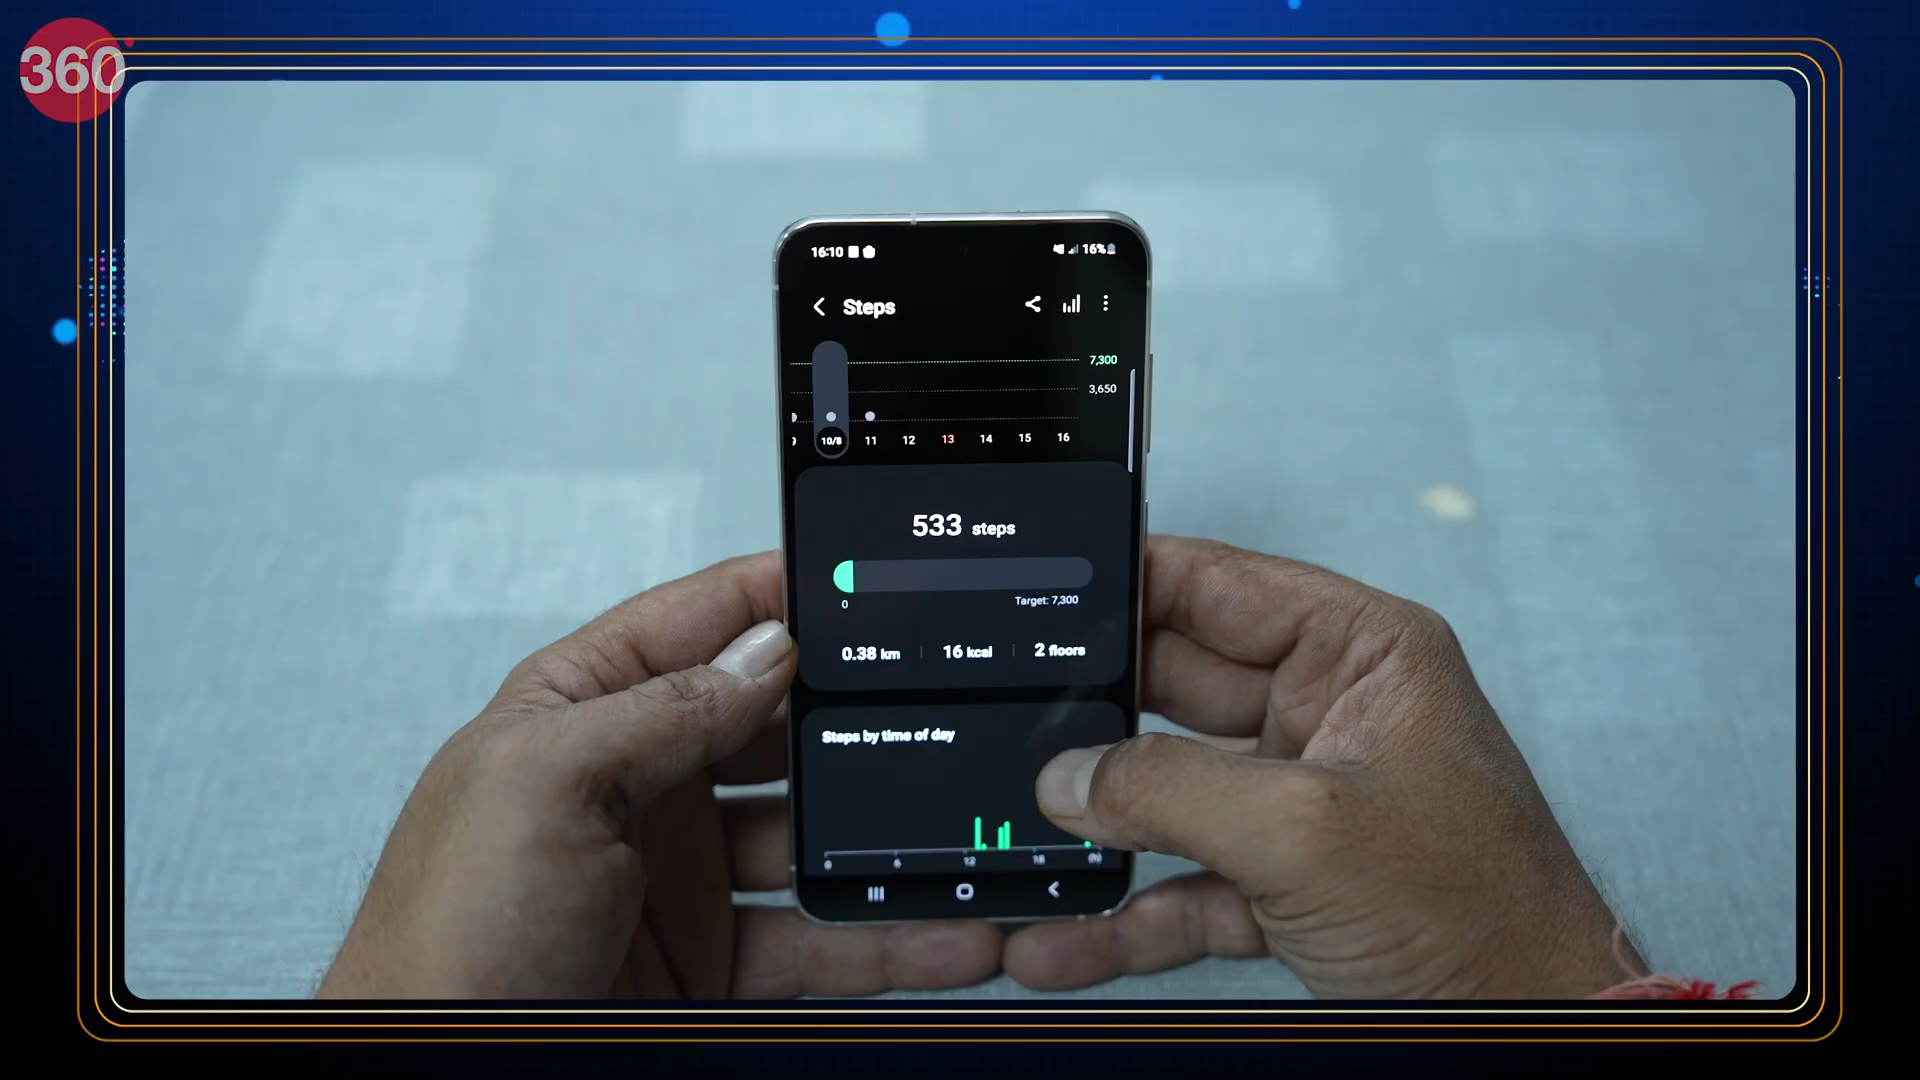 360
16:10
16%
Steps
7,300
3,650
9 10/8 11 12 13 14 15 16
533 steps
0
Target: 7,300
0.38 km | 16 kcal | 2 floors
Steps by time of day
0 6 12 18 (h)